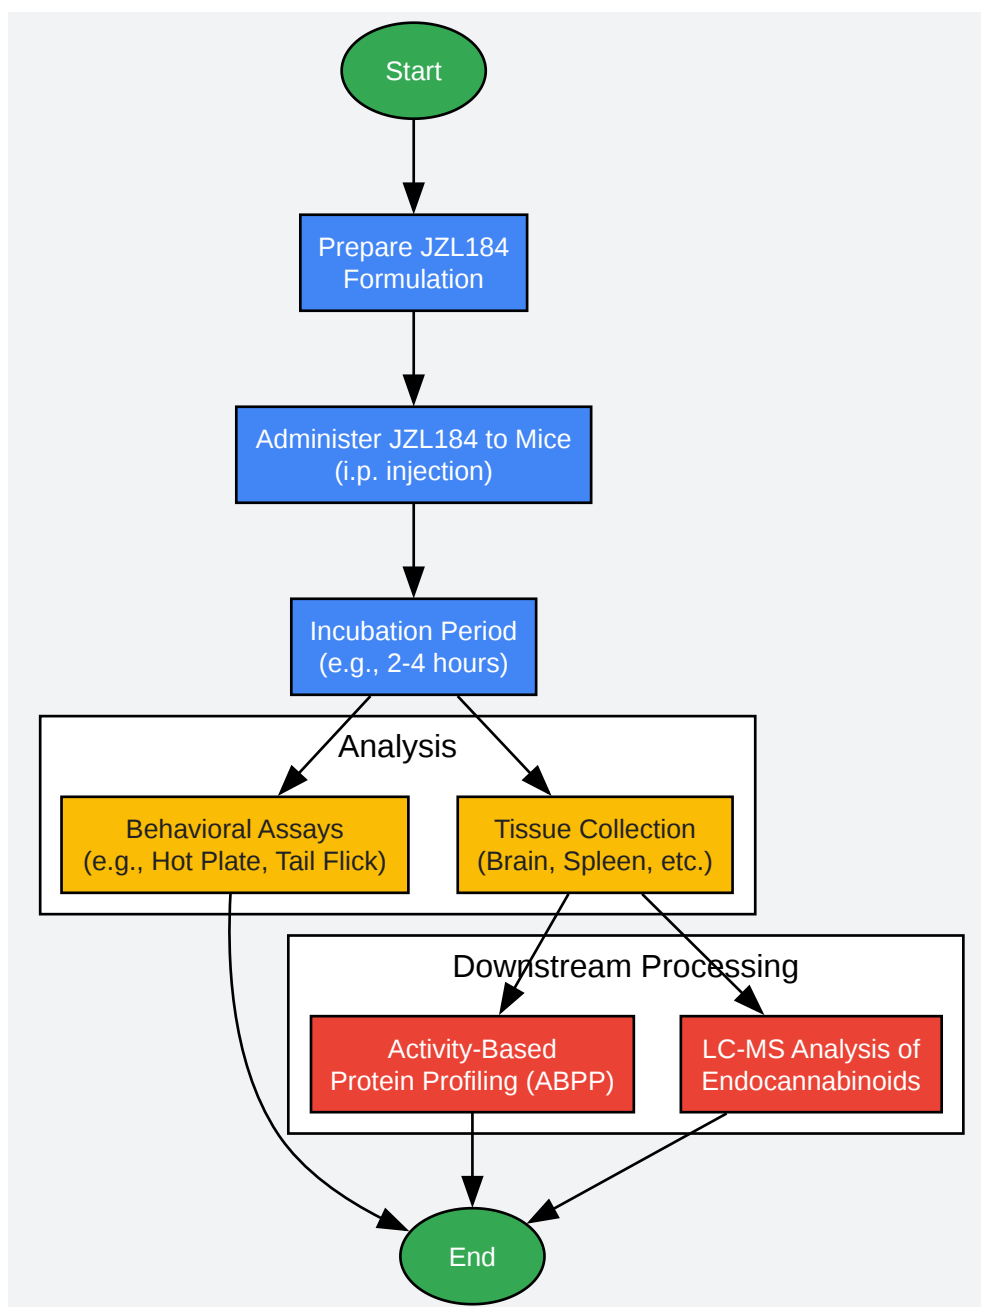 Start
Prepare JZL184
Formulation
Administer JZL184 to Mice
(i.p. injection)
Incubation Period
(e.g., 2-4 hours)
Analysis
Behavioral Assays
(e.g., Hot Plate, Tail Flick)
Tissue Collection
(Brain, Spleen, etc.)
Downstream Processing
Activity-Based
Protein Profiling (ABPP)
LC-MS Analysis of
Endocannabinoids
End